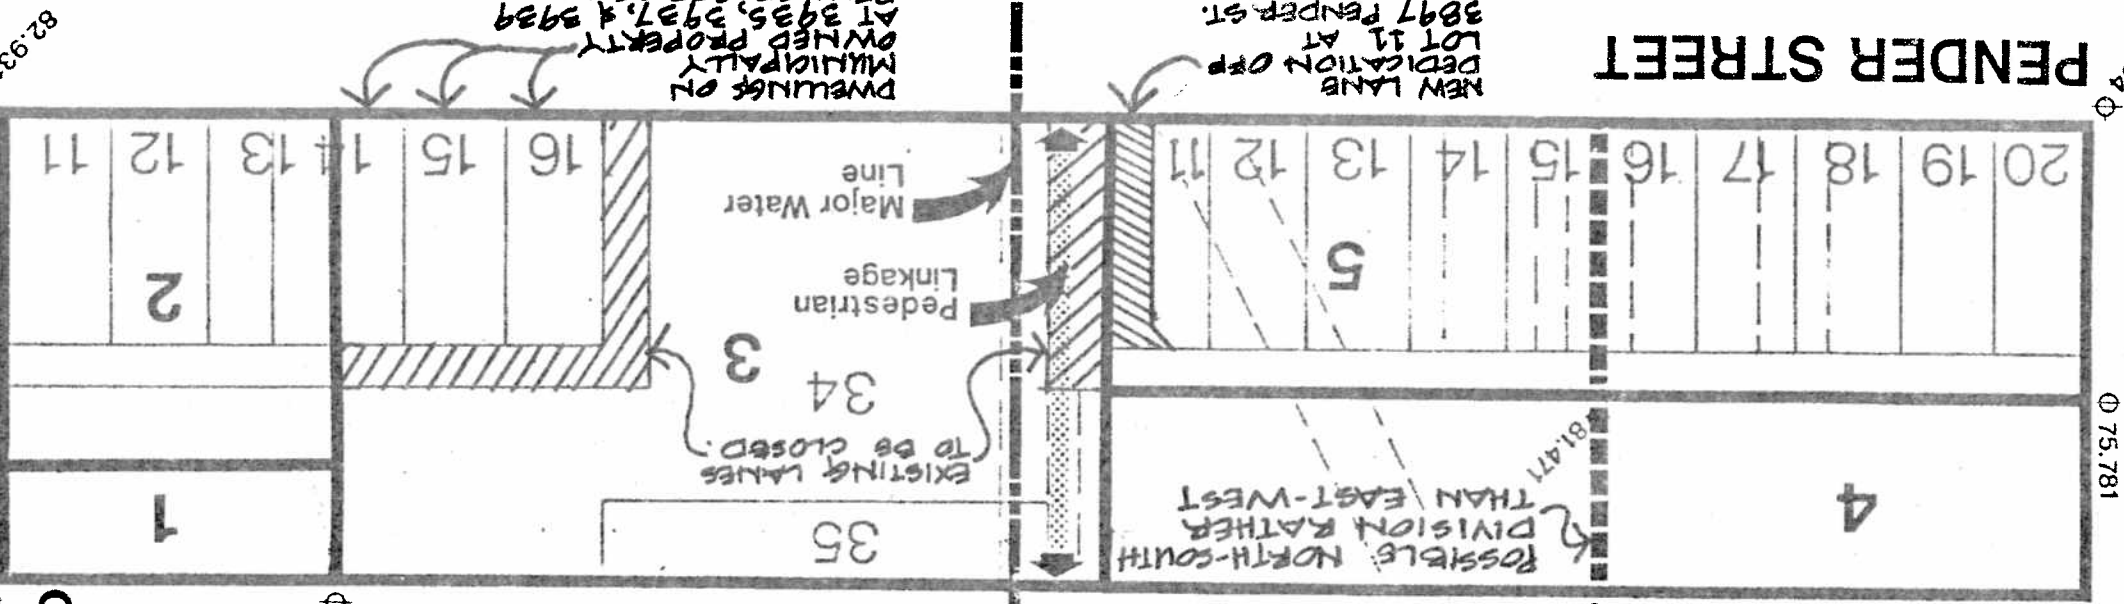 4
POSSIBLE NORTH-SOUTH
DIVISION RATHER
THAN EAST-WEST
81.471
75.781
35
1
EXISTING LANES
TO BE CLOSED.
34
3
5
Pedestrian
Linkage
2
Major Water
Line
20 19 18 17 16 15 14 13 12 11
16 15 14 13 12 11
PENDER STREET
NEW LANE
DEDICATION OFF
LOT 11 AT
3897 PENDER ST.
DWELLINGS ON
MUNICIPALLY
OWNED PROPERTY
AT 3935, 3937, & 3939
82.93